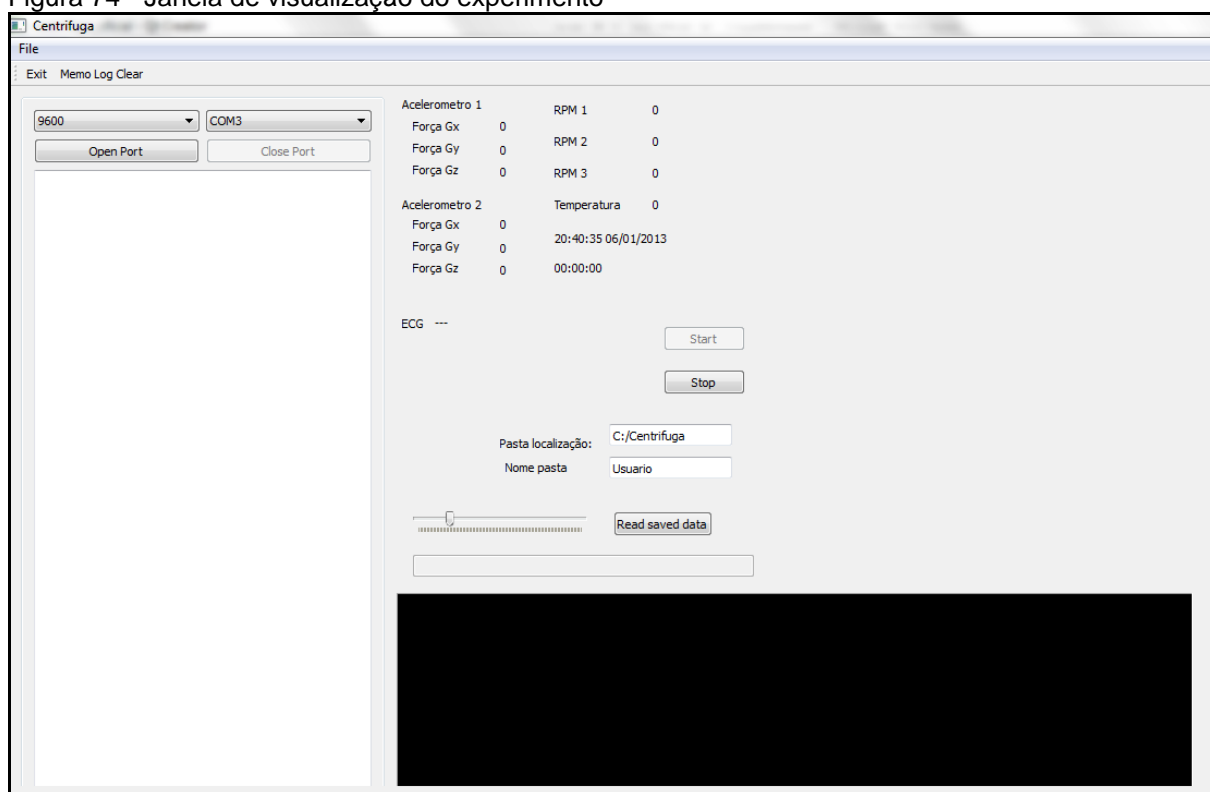 Figura 74 - Janela de visualização do experimento
Centrifuga
File
Exit Memo Log Clear
9600 COM3
Open Port Close Port
Acelerometro 1
Força Gx 0
Força Gy 0
Força Gz 0
Acelerometro 2
Força Gx 0
Força Gy 0
Força Gz 0
RPM 1 0
RPM 2 0
RPM 3 0
Temperatura 0
20:40:35 06/01/2013
00:00:00
ECG ---
Start
Stop
Pasta localização: C:/Centrifuga
Nome pasta Usuario
Read saved data